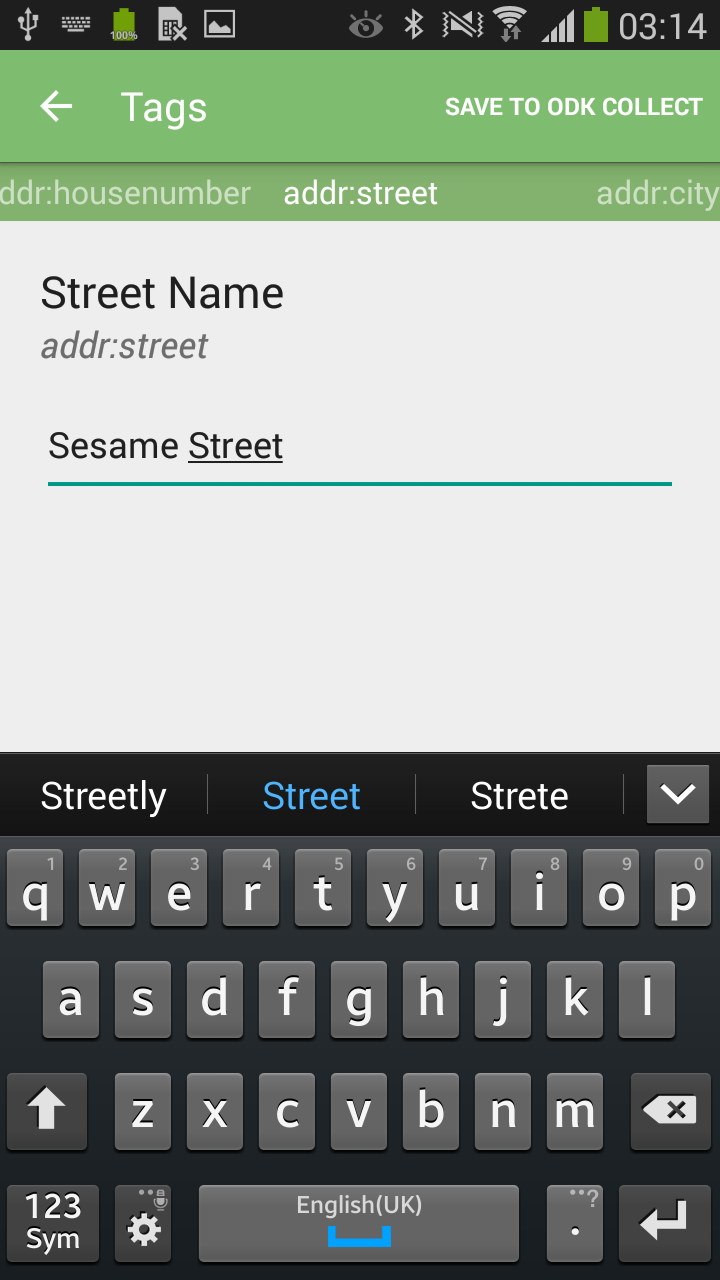 100% 03:14
Tags SAVE TO ODK COLLECT
ddr:housenumber addr:street addr:city
Street Name
addr:street
Sesame Street
Streetly Street Strete
1 2 3 4 5 6 7 8 9 0
q w e r t y u i o p
a s d f g h j k l
z x c v b n m
123 English(UK) ?
Sym .